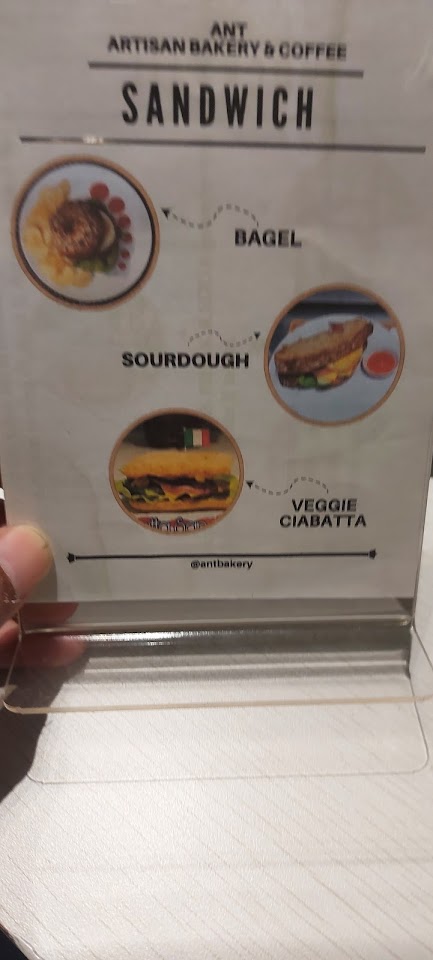 ANT
ARTISAN BAKERY & COFFEE
SANDWICH
BAGEL
SOURDOUGH
VEGGIE
CIABATTA
@antbakery